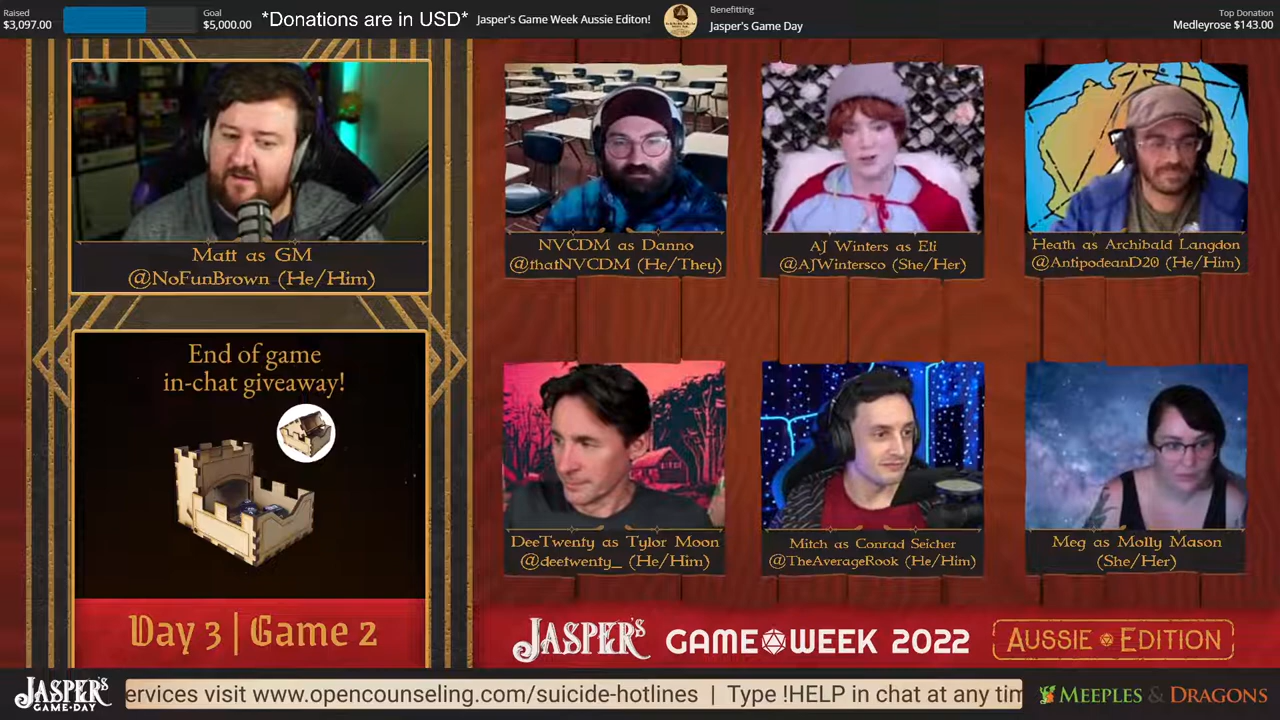 Raised
$3,097.00
Goal
$5,000.00
*Donations are in USD*
Jasper's Game Week Aussie Editon!
Benefitting
Jasper's Game Day
Top Donation
Medleyrose $143.00
Matt as GM
@NoFunBrown (He/Him)
NVCDM as Danno
@thatNVCDM (He/They)
AJ Winters as Eli
@AJWintersco (She/Her)
Heath as Archibald Langdon
@AntipodeanD20 (He/Him)
End of game
in-chat giveaway!
DeeTwenty as Tylor Moon
@deetwenty_ (He/Him)
Mitch as Conrad Seicher
@TheAverageRook (He/Him)
Meg as Molly Mason
(She/Her)
Day 3 | Game 2
JASPER'S GAME WEEK 2022
AUSSIE EDITION
JASPER'S
GAME DAY
ervices visit www.opencounseling.com/suicide-hotlines | Type !HELP in chat at any tim
MEEPLES & DRAGONS